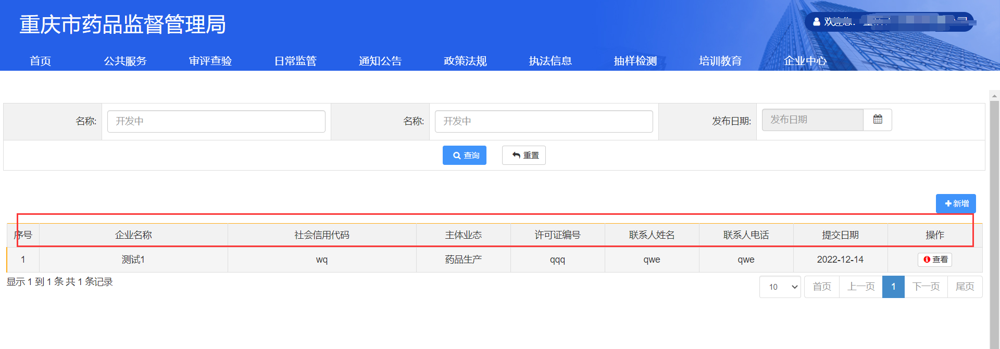 重庆市药品监督管理局
欢迎您:
首页 公共服务 审评查验 日常监管 通知公告 政策法规 执法信息 抽样检测 培训教育 企业中心
名称: 开发中 名称: 开发中 发布日期: 发布日期
查询 重置
新增
序号 企业名称 社会信用代码 主体业态 许可证编号 联系人姓名 联系人电话 提交日期 操作
1 测试1 wq 药品生产 qqq qwe qwe 2022-12-14 查看
显示 1 到 1 条 共 1 条记录
10 首页 上一页 1 下一页 尾页